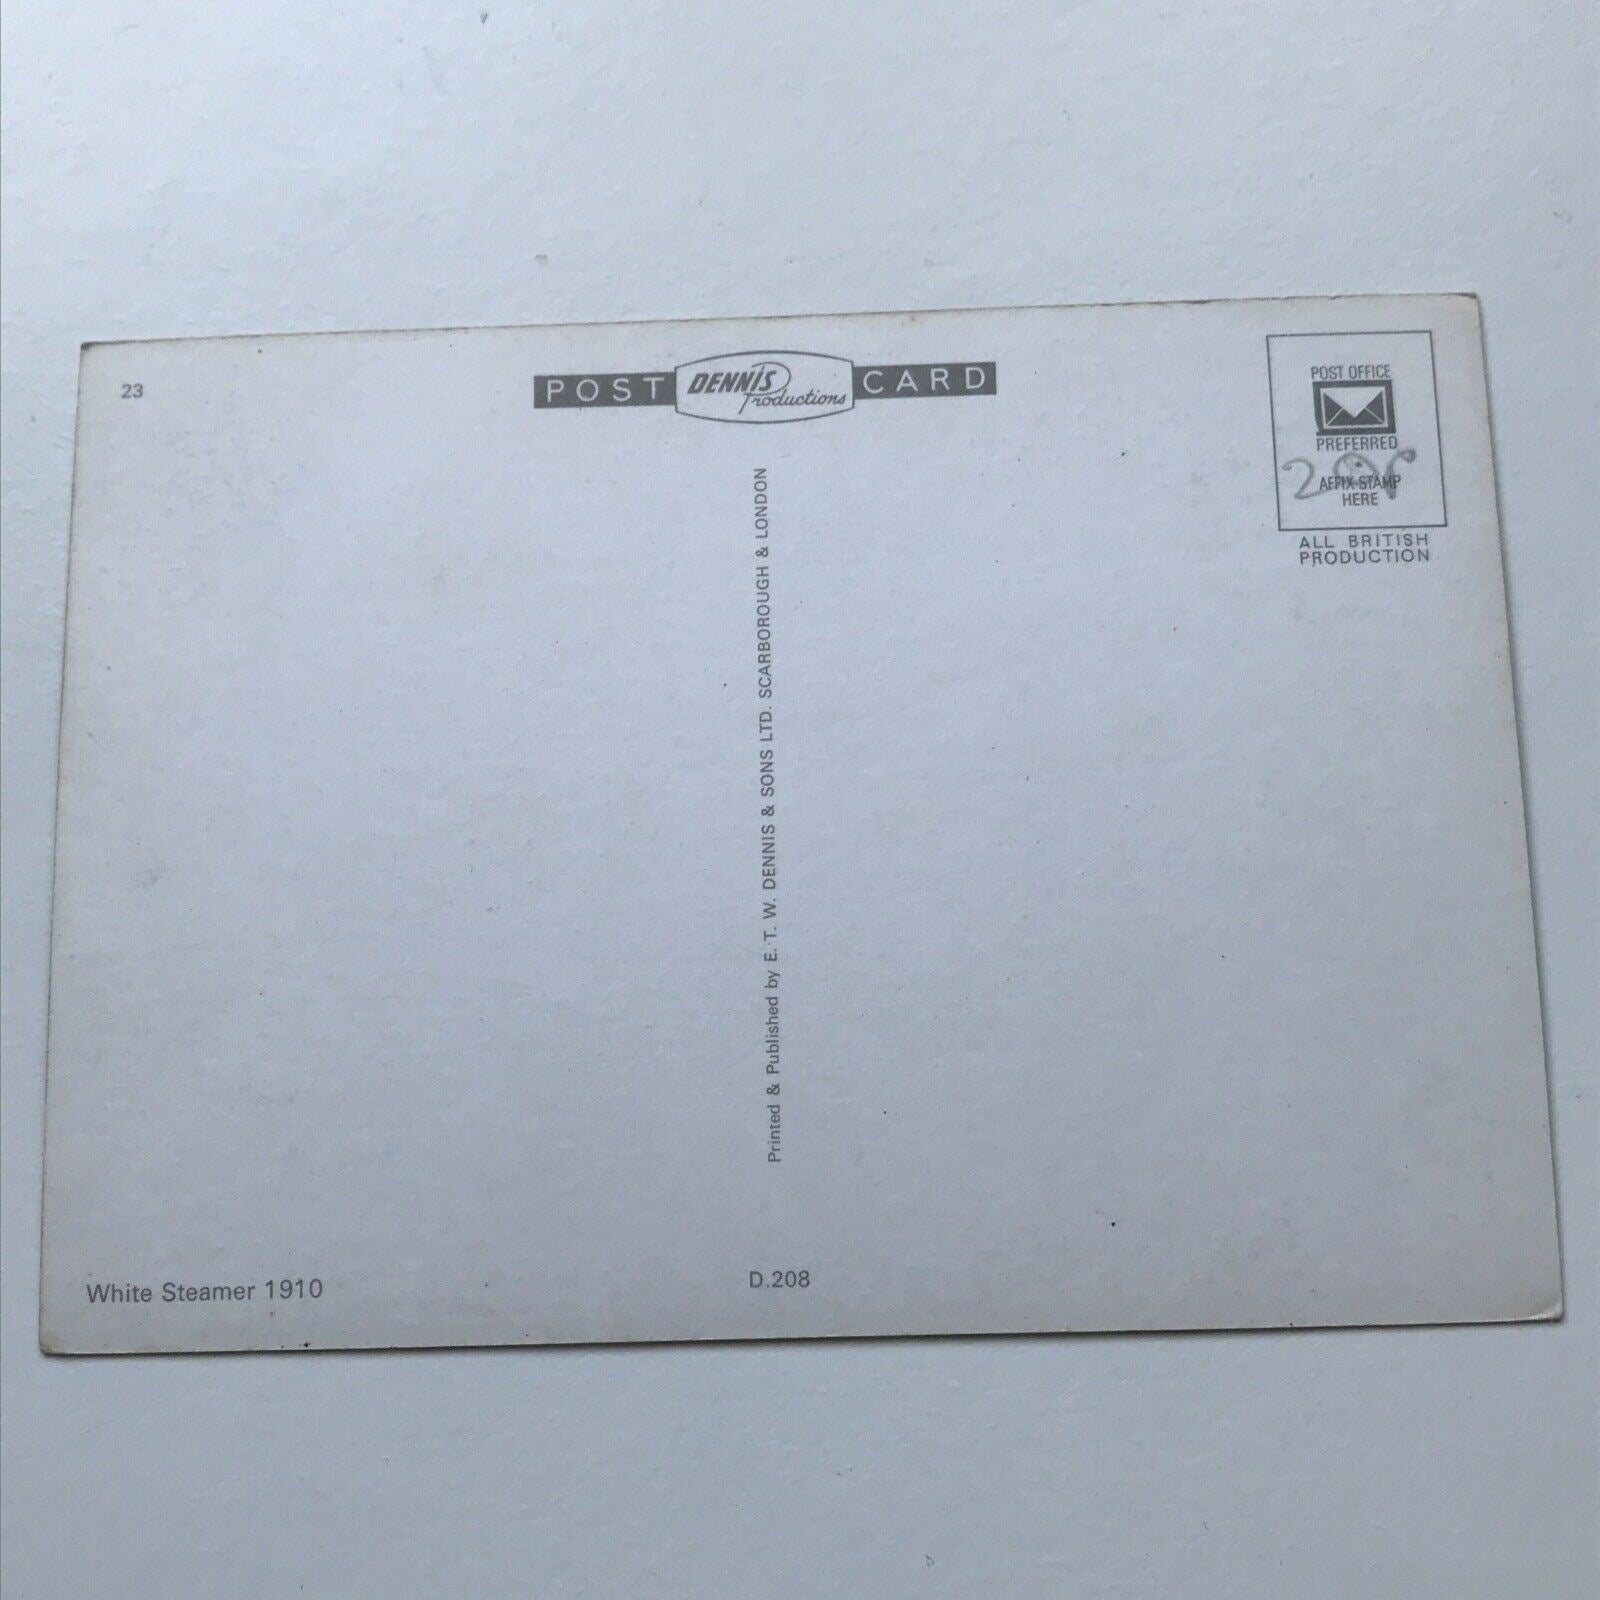 23
POST DENNIS Productions CARD
POST OFFICE
PREFERRED
20p
AFFIX STAMP
HERE
ALL BRITISH
PRODUCTION
Printed & Published by E. T. W. DENNIS & SONS LTD. SCARBOROUGH & LONDON
White Steamer 1910
D.208